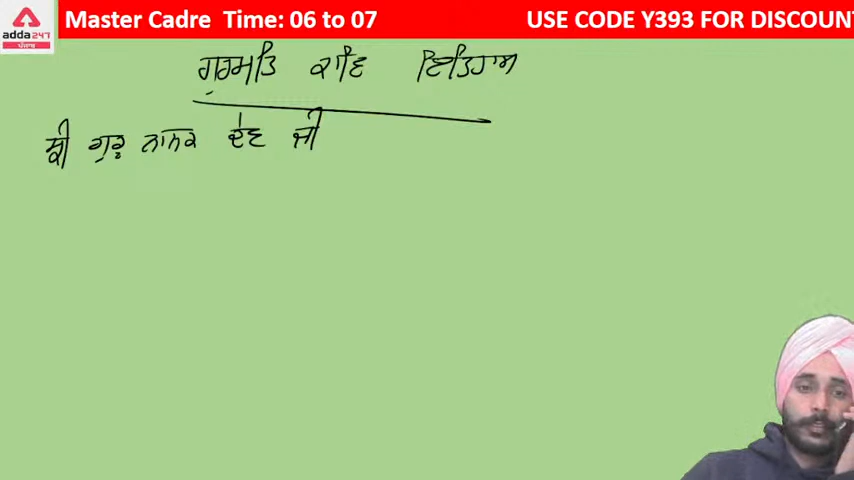 Master Cadre Time: 06 to 07 USE CODE Y393 FOR DISCOUNT
adda247
ਪੰਜਾਬ
ਗੁਰਮਤਿ ਕਾਵਿ ਇਤਿਹਾਸ
ਸ਼੍ਰੀ ਗੁਰੂ ਨਾਨਕ ਦੇਵ ਜੀ